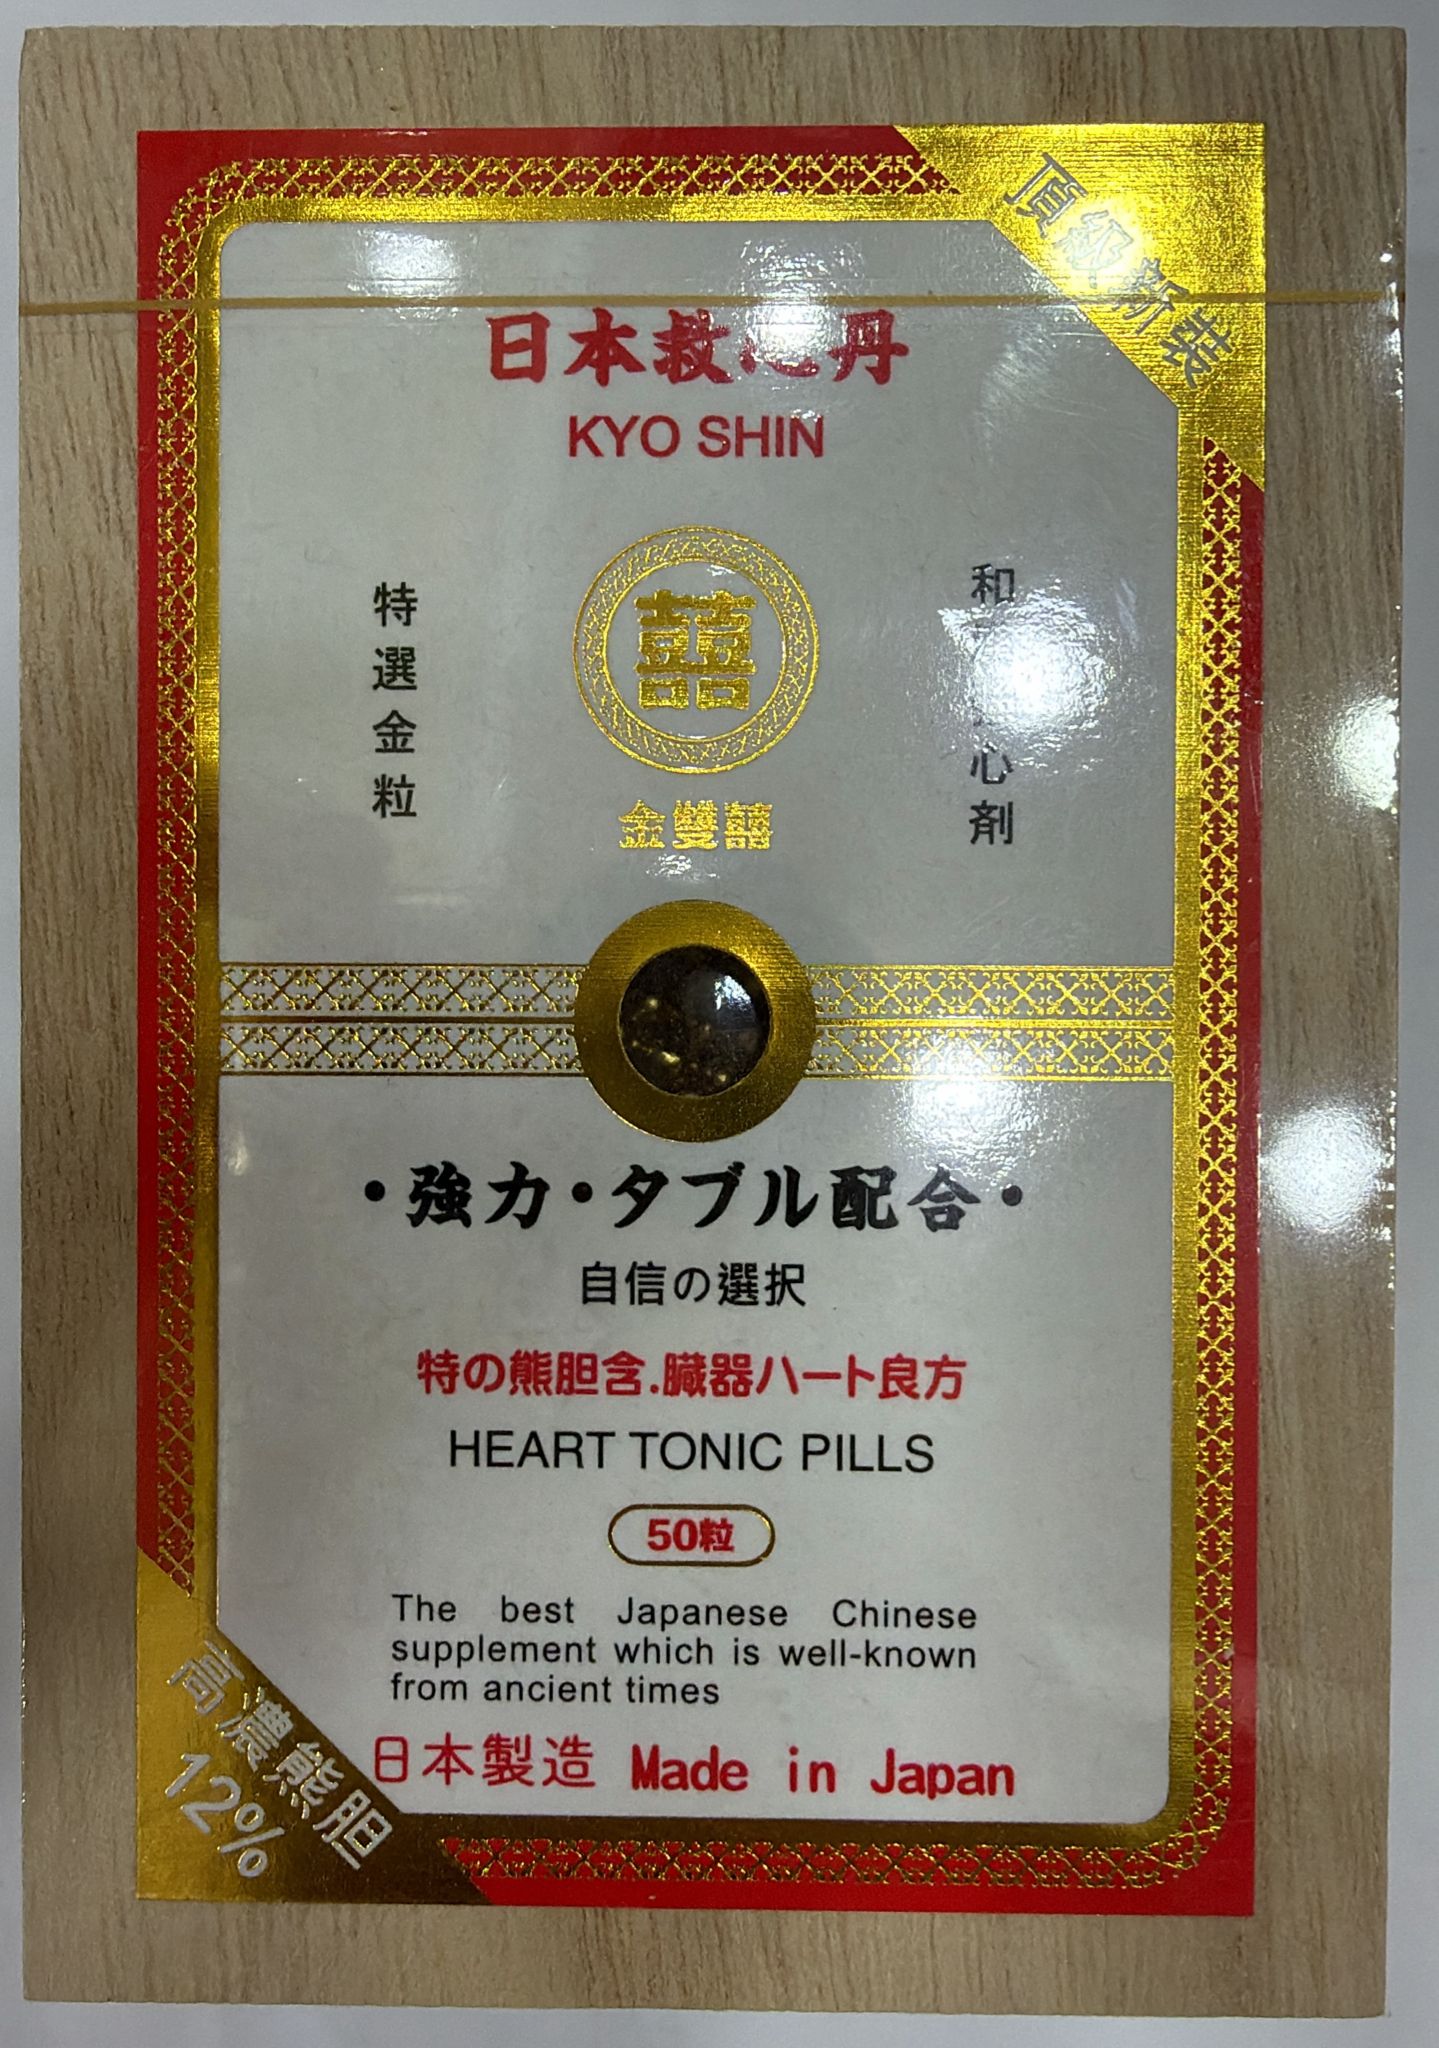 頂級新裝
日本救心丹
KYO SHIN
特選金粒
囍
金雙囍
和
心剤
・強力・タブル配合・
自信の選択
特の熊胆含.臓器ハート良方
HEART TONIC PILLS
50粒
The best Japanese Chinese
supplement which is well-known
from ancient times
日本製造 Made in Japan
高濃熊胆
12%